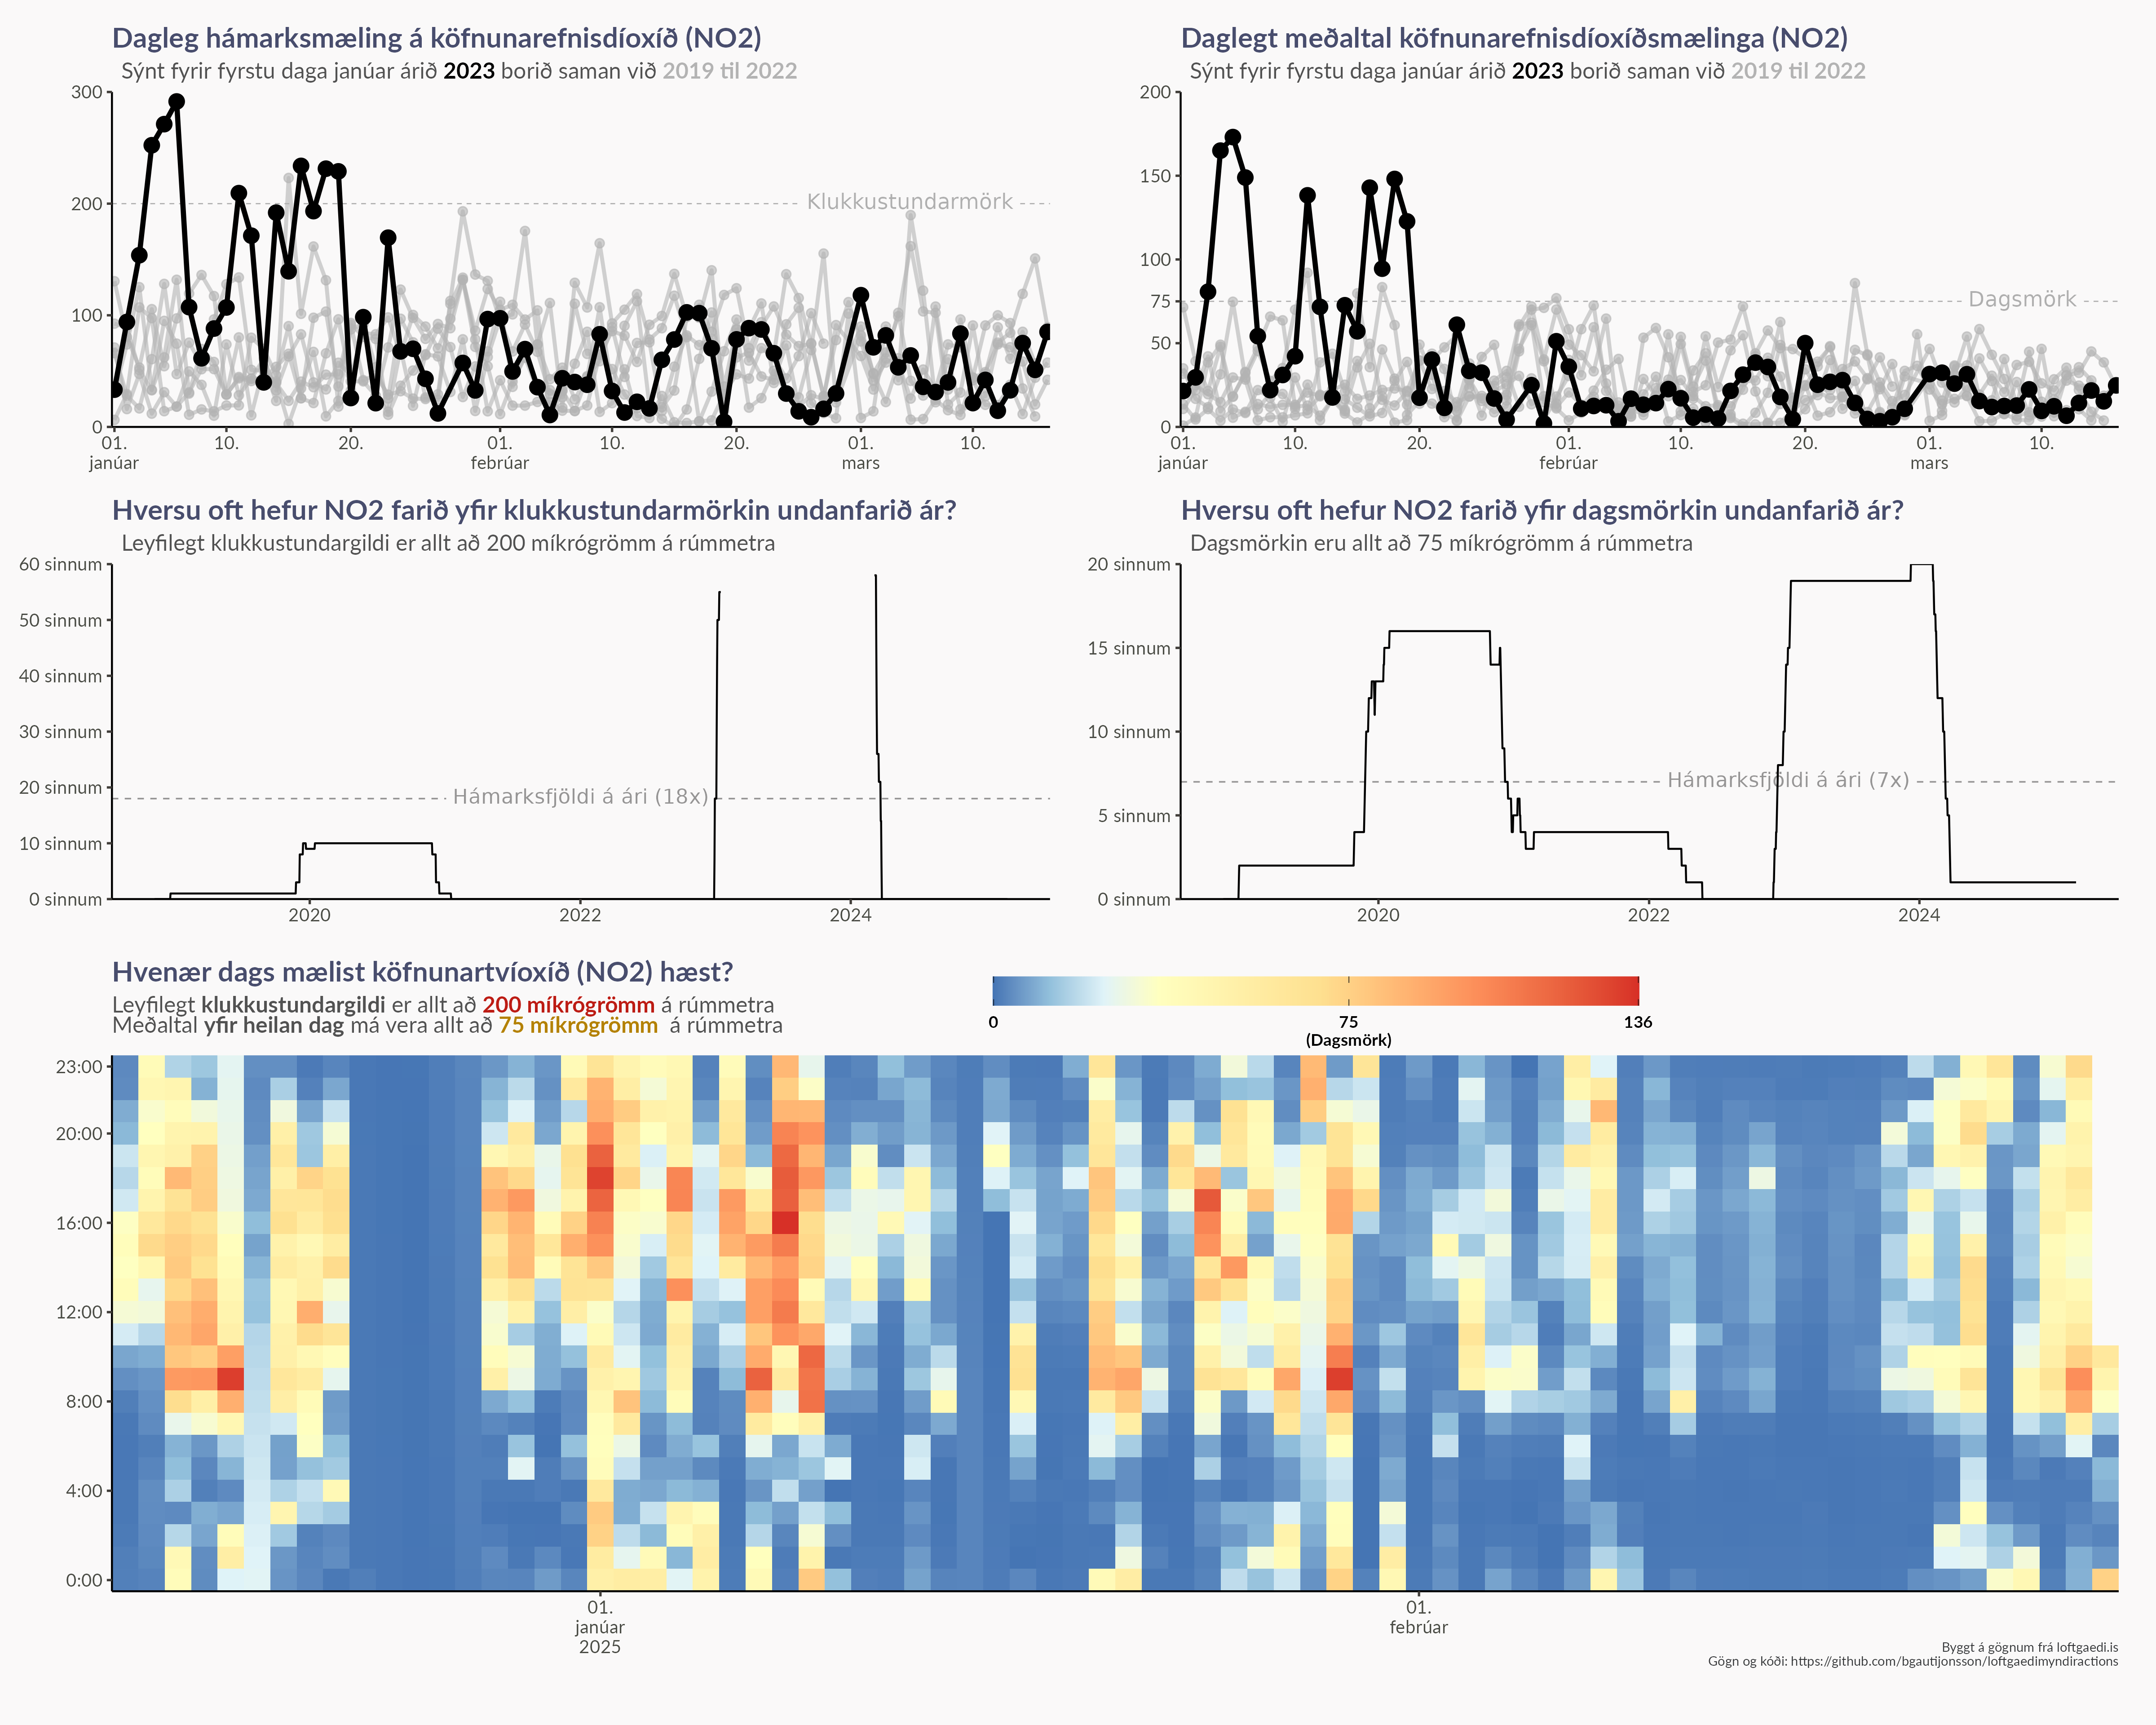 Dagleg hámarksmæling á köfnunarefnisdíoxíð (NO2)
Sýnt fyrir fyrstu daga janúar árið 2023 borið saman við 2019 til 2022
300
200
100
0
Klukkustundarmörk
01. 10. 20. 01. 10. 20. 01. 10.
janúar febrúar mars
Daglegt meðaltal köfnunarefnisdíoxíðsmælinga (NO2)
Sýnt fyrir fyrstu daga janúar árið 2023 borið saman við 2019 til 2022
200
150
100
75
50
0
Dagsmörk
01. 10. 20. 01. 10. 20. 01. 10.
janúar febrúar mars
Hversu oft hefur NO2 farið yfir klukkustundarmörkin undanfarið ár?
Leyfilegt klukkustundargildi er allt að 200 míkrógrömm á rúmmetra
60 sinnum
50 sinnum
40 sinnum
30 sinnum
20 sinnum
10 sinnum
0 sinnum
Hámarksfjöldi á ári (18x)
2020 2022 2024
Hversu oft hefur NO2 farið yfir dagsmörkin undanfarið ár?
Dagsmörkin eru allt að 75 míkrógrömm á rúmmetra
20 sinnum
15 sinnum
10 sinnum
5 sinnum
0 sinnum
Hámarksfjöldi á ári (7x)
2020 2022 2024
Hvenær dags mælist köfnunartvíoxíð (NO2) hæst?
Leyfilegt klukkustundargildi er allt að 200 míkrógrömm á rúmmetra
Meðaltal yfir heilan dag má vera allt að 75 míkrógrömm á rúmmetra
0 75 136
(Dagsmörk)
23:00
20:00
16:00
12:00
8:00
4:00
0:00
01. 01.
janúar febrúar
2025
Byggt á gögnum frá loftgaedi.is
Gögn og kóði: https://github.com/bgautijonsson/loftgaedimyndiractions